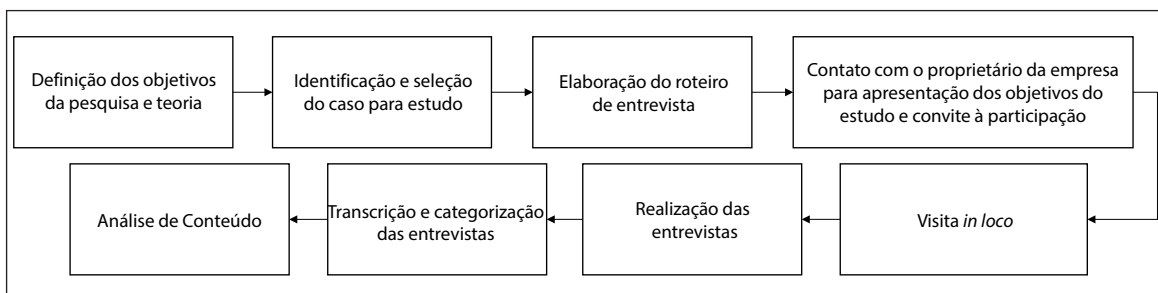 Definição dos objetivos
da pesquisa e teoria
Identificação e seleção
do caso para estudo
Elaboração do roteiro
de entrevista
Contato com o proprietário da empresa
para apresentação dos objetivos do
estudo e convite à participação
Visita in loco
Realização das
entrevistas
Transcrição e categorização
das entrevistas
Análise de Conteúdo